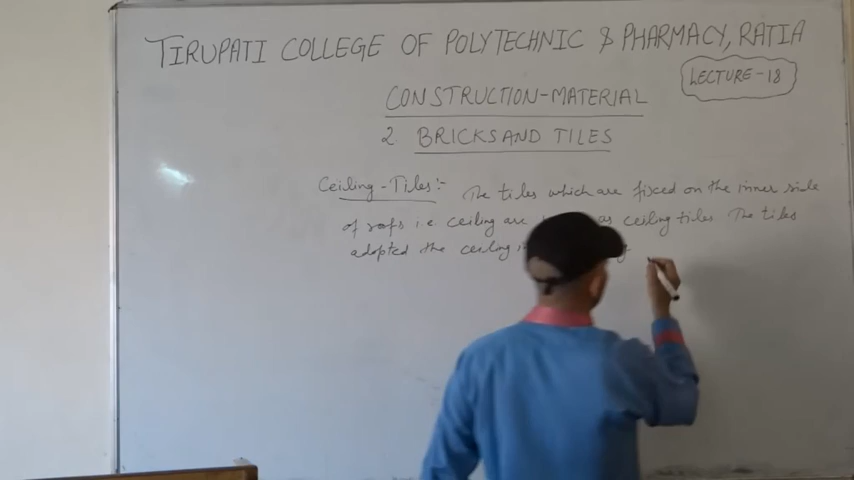 TIRUPATI COLLEGE OF POLYTECHNIC & PHARMACY, RATIA
LECTURE-18
CONSTRUCTION-MATERIAL
2 BRICKS AND TILES
Ceiling-Tiles:- The tiles which are fixed on the inner side
of roofs i.e. ceiling are as ceiling tiles The tiles
adopted the ceiling